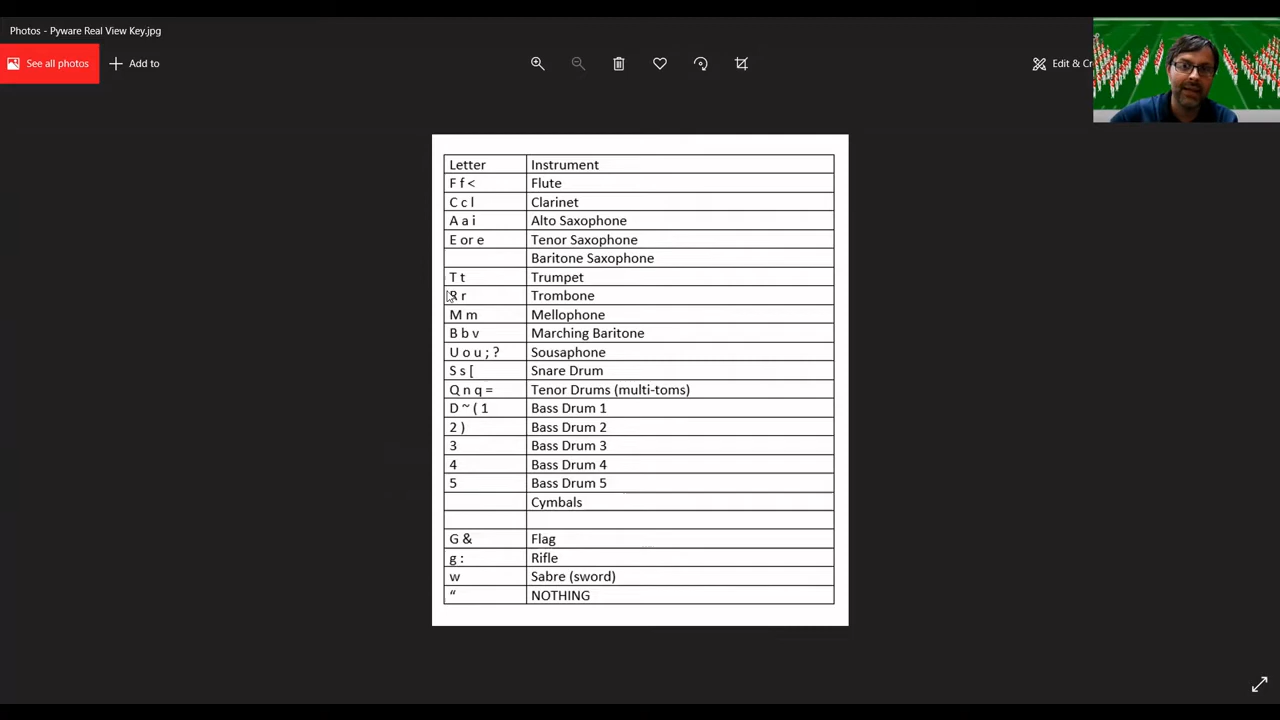 Photos - Pyware Real View Key.jpg
See all photos
Add to
Edit & Cr
Letter Instrument
F f < Flute
C c l Clarinet
A a i Alto Saxophone
E or e Tenor Saxophone
Baritone Saxophone
T t Trumpet
R r Trombone
M m Mellophone
B b v Marching Baritone
U o u ; ? Sousaphone
S s [ Snare Drum
Q n q = Tenor Drums (multi-toms)
D ~ ( 1 Bass Drum 1
2 ) Bass Drum 2
3 Bass Drum 3
4 Bass Drum 4
5 Bass Drum 5
Cymbals
G & Flag
g : Rifle
w Sabre (sword)
“ NOTHING